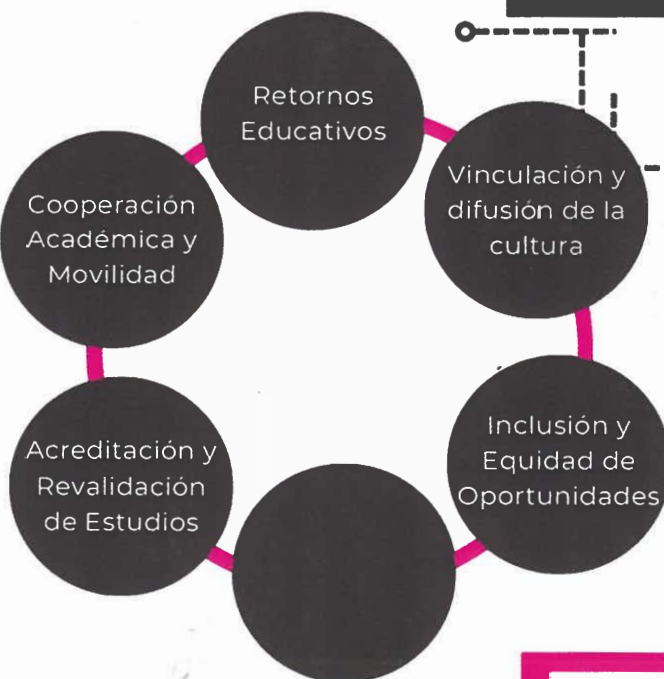 Retornos
Educativos
Vinculación y
difusión de la
cultura
Inclusión y
Equidad de
Oportunidades
Acreditación y
Revalidación
de Estudios
Cooperación
Académica y
Movilidad